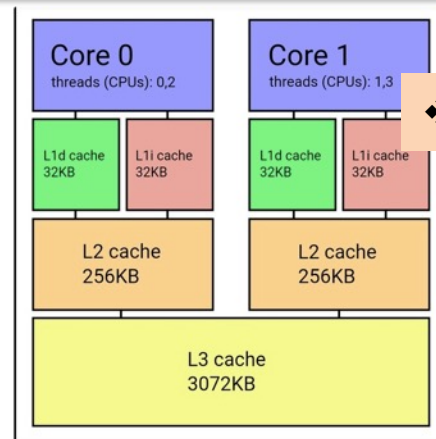 Core 0
threads (CPUs): 0,2
Core 1
threads (CPUs): 1,3
L1d cache
32KB
L1i cache
32KB
L1d cache
32KB
L1i cache
32KB
L2 cache
256KB
L2 cache
256KB
L3 cache
3072KB